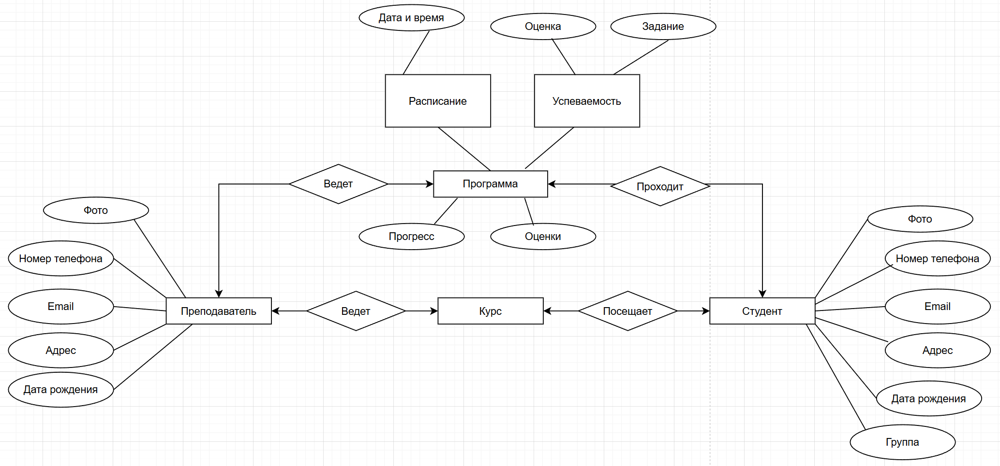 Дата и время
Оценка
Задание
Расписание
Успеваемость
Ведет
Программа
Проходит
Фото
Фото
Прогресс
Оценки
Номер телефона
Номер телефона
Email
Email
Преподаватель
Ведет
Курс
Посещает
Студент
Адрес
Адрес
Дата рождения
Дата рождения
Группа